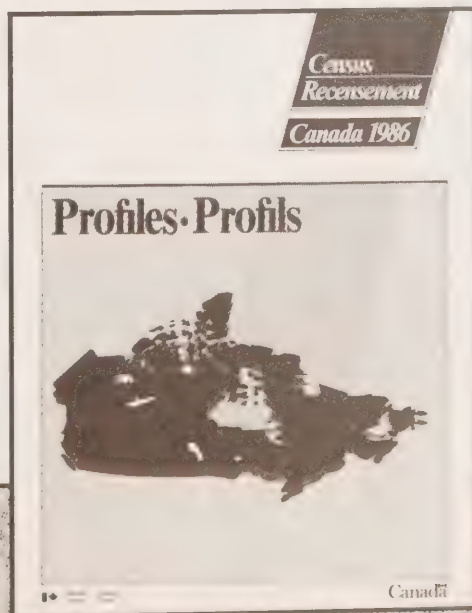 Census
Recensement
Canada 1986
Profiles • Profils
Canada